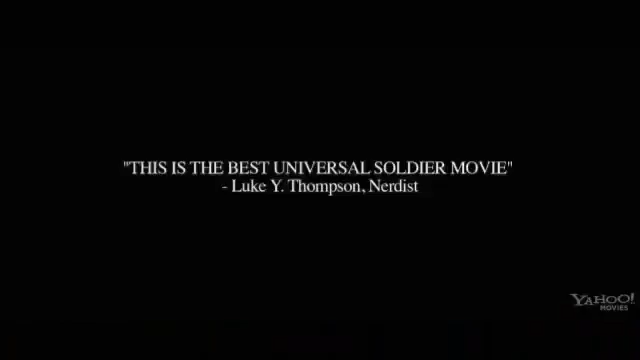 "THIS IS THE BEST UNIVERSAL SOLDIER MOVIE"
- Luke Y. Thompson, Nerdist
YAHOO!
MOVIES